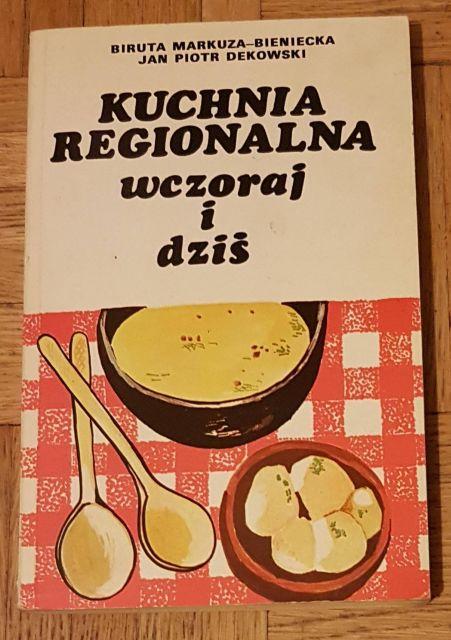 BIRUTA MARKUZA-BIENIECKA
JAN PIOTR DEKOWSKI
KUCHNIA
REGIONALNA
wczoraj
i
dziś